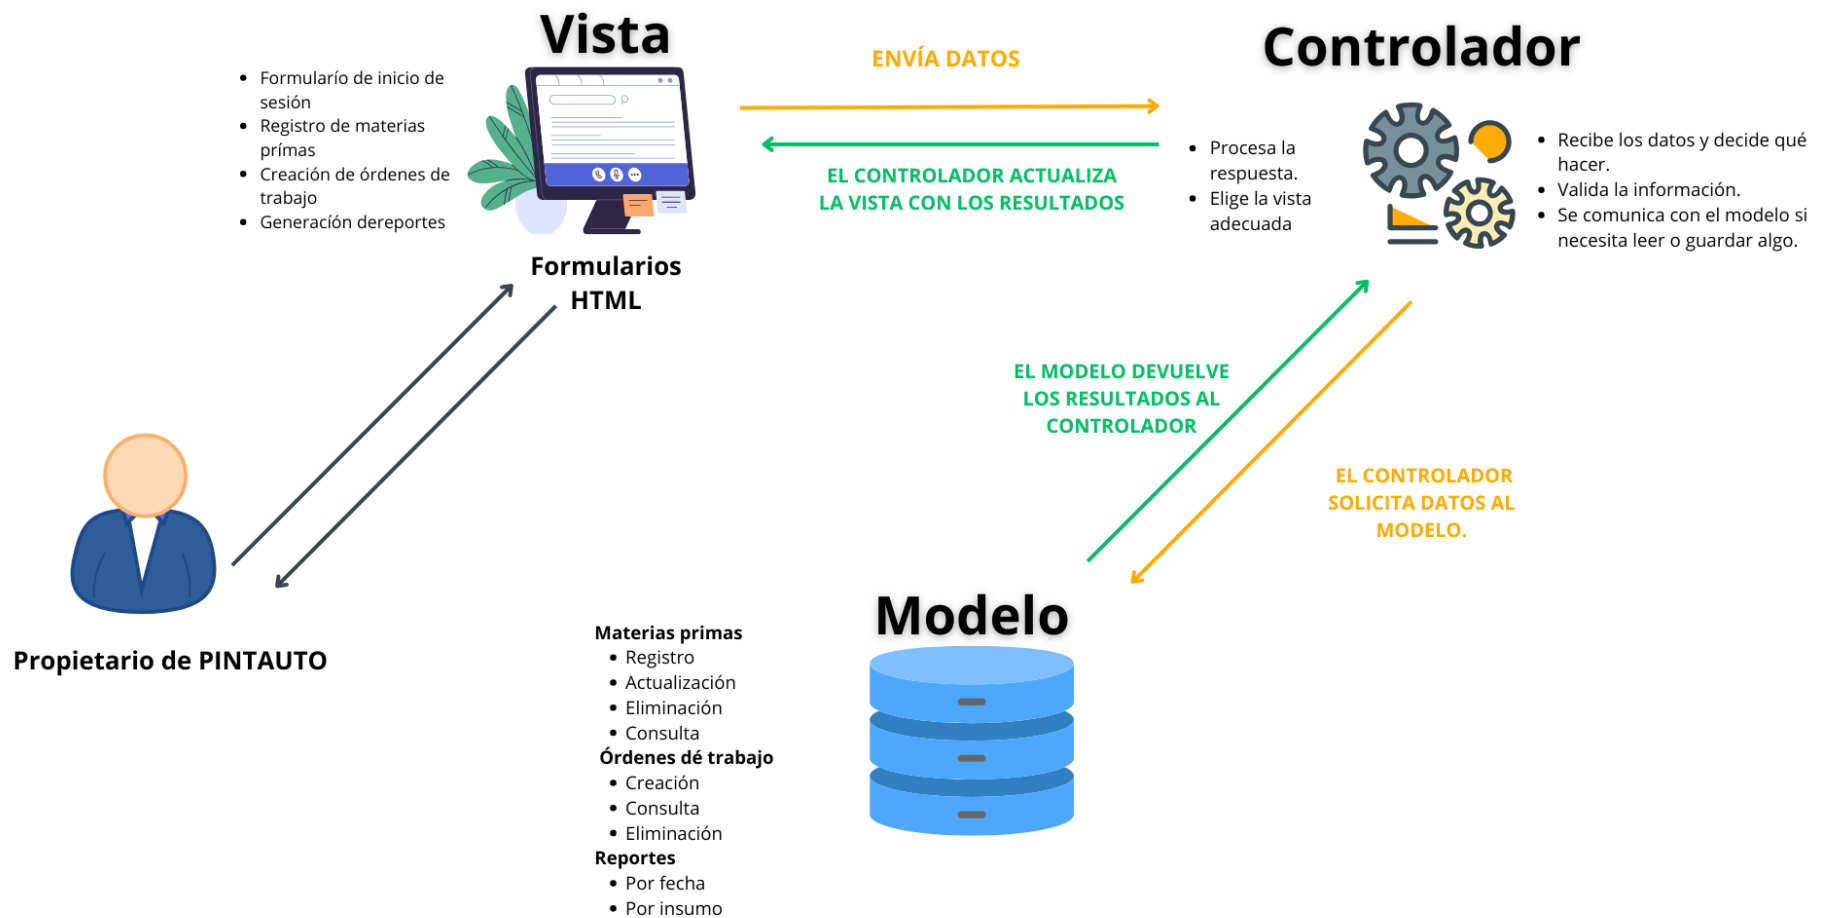 Vista
Controlador
ENVÍA DATOS
• Formularío de inicio de
sesión
• Registro de materias
prímas
• Creación de órdenes de
trabajo
• Generacíón dereportes
Formularios
HTML
EL CONTROLADOR ACTUALIZA
LA VISTA CON LOS RESULTADOS
• Procesa la
respuesta.
• Elige la vista
adecuada
• Recibe los datos y decide qué
hacer.
• Valida la información.
• Se comunica con el modelo si
necesita leer o guardar algo.
EL MODELO DEVUELVE
LOS RESULTADOS AL
CONTROLADOR
EL CONTROLADOR
SOLICITA DATOS AL
MODELO.
Propietario de PINTAUTO
Modelo
Materias primas
• Registro
• Actualización
• Eliminación
• Consulta
Órdenes dé trabajo
• Creación
• Consulta
• Eliminación
Reportes
• Por fecha
• Por insumo